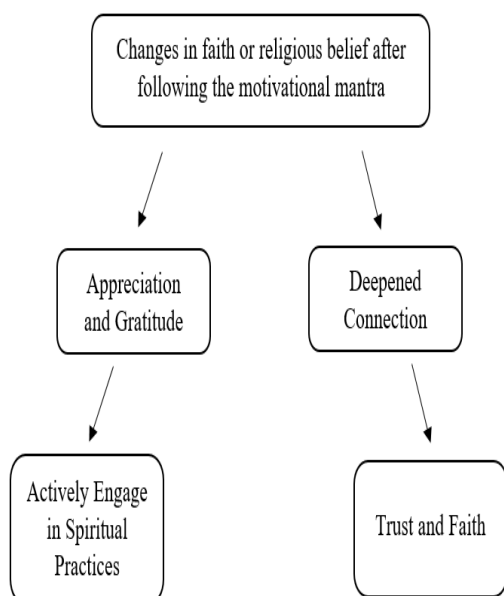 Changes in faith or religious belief after
following the motivational mantra
Appreciation
and Gratitude
Deepened
Connection
Actively Engage
in Spiritual
Practices
Trust and Faith